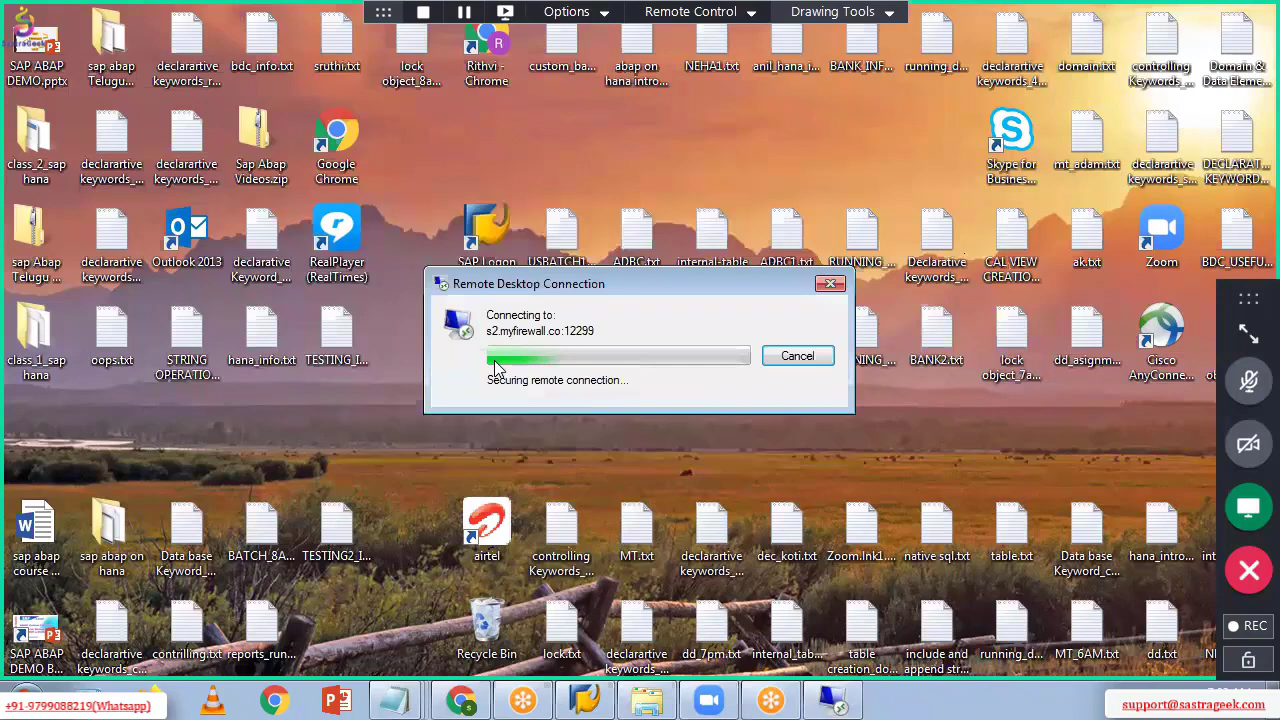 Options
Remote Control
Drawing Tools
SastraGeek
SAP ABAP
DEMO.pptx
sap abap
Telugu...
declarartive
keywords_r...
bdc_info.txt
sruthi.txt
lock
object_8a...
Rithvi -
Chrome
custom_ba...
abap on
hana intro...
NEHA1.txt
anil_hana_i...
BANK_INF...
running_d...
declarartive
keywords_4...
domain.txt
controlling
Keywords_...
Domain &
Data Eleme...
class_2_sap
hana
declarartive
keywords_...
declarartive
keywords_...
Sap Abap
Videos.zip
Google
Chrome
Skype for
Busines...
mt_adam.txt
declarartive
keywords_s...
DECLARAT...
KEYWORD...
sap Abap
Telugu ...
declarartive
keywords...
Outlook 2013
declarative
Keyword_...
RealPlayer
(RealTimes)
SAP Logon
USBATCH1...
ADBC.txt
internal-table
ADBC1.txt
RUNNING_...
Declarative
keywords_...
CAL VIEW
CREATIO...
ak.txt
Zoom
BDC_USEFU...
Remote Desktop Connection
Connecting to:
s2.myfirewall.co:12299
Cancel
Securing remote connection...
class_1_sap
hana
oops.txt
STRING
OPERATIO...
hana_info.txt
TESTING_I...
NING_...
BANK2.txt
lock
object_7a...
dd_asignm...
Cisco
AnyConne...
sap abap
course ...
sap abap on
hana
Data base
Keyword_...
BATCH_8A...
TESTING2_I...
airtel
controlling
Keywords_...
MT.txt
declarartive
keywords_...
dec_koti.txt
Zoom.lnk1...
native sql.txt
table.txt
Data base
Keyword_c...
hana_intro...
int
REC
SAP ABAP
DEMO B...
declarartive
keywords_c...
contrilling.txt
reports_run...
Recycle Bin
lock.txt
declarartive
keywords_...
dd_7pm.txt
internal_tab...
table
creation_do...
include and
append str...
running_d...
MT_6AM.txt
dd.txt
+91-9799088219(Whatsapp)
support@sastrageek.com